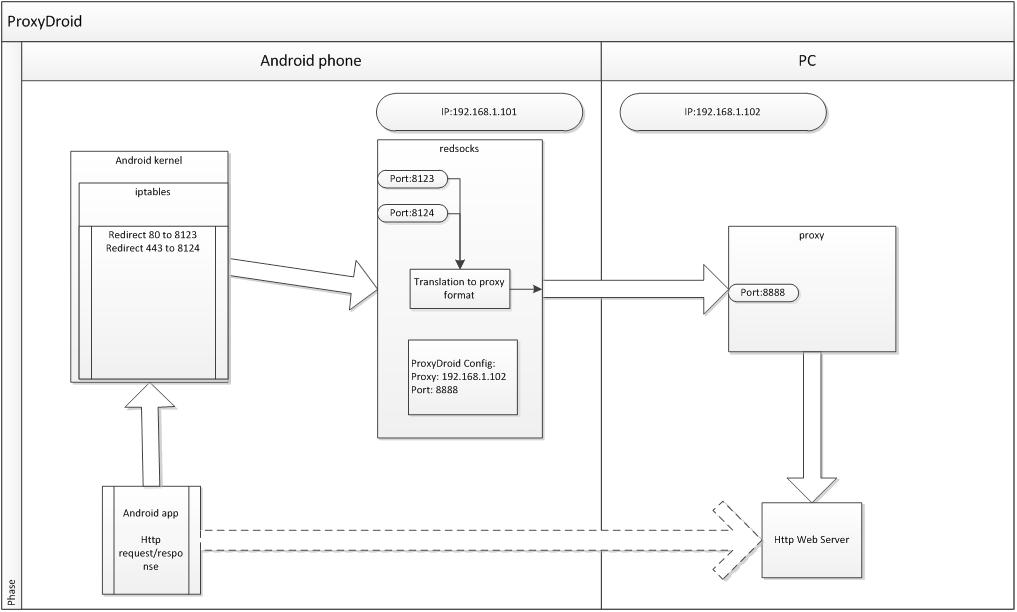 ProxyDroid
Android phone
PC
IP:192.168.1.101
IP:192.168.1.102
Android kernel
iptables
Redirect 80 to 8123
Redirect 443 to 8124
redsocks
Port:8123
Port:8124
Translation to proxy
format
ProxyDroid Config:
Proxy: 192.168.1.102
Port: 8888
proxy
Port:8888
Android app
Http
request/respo
nse
Http Web Server
Phase